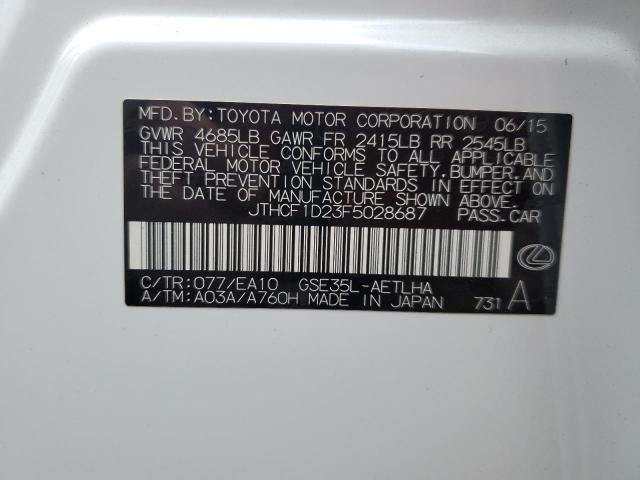 MFD. BY: TOYOTA MOTOR CORPORATION 06/15
GVWR 4685LB GAWR FR 2415LB RR 2545LB
THIS VEHICLE CONFORMS TO ALL APPLICABLE
FEDERAL MOTOR VEHICLE SAFETY, BUMPER, AND
THEFT PREVENTION STANDARDS IN EFFECT ON
THE DATE OF MANUFACTURE SHOWN ABOVE.
JTHCF1D23F5028687 PASS. CAR
C/TR: 077/EA10 GSE35L-AETLHA
A/TM: A03A/A760H MADE IN JAPAN 731 A